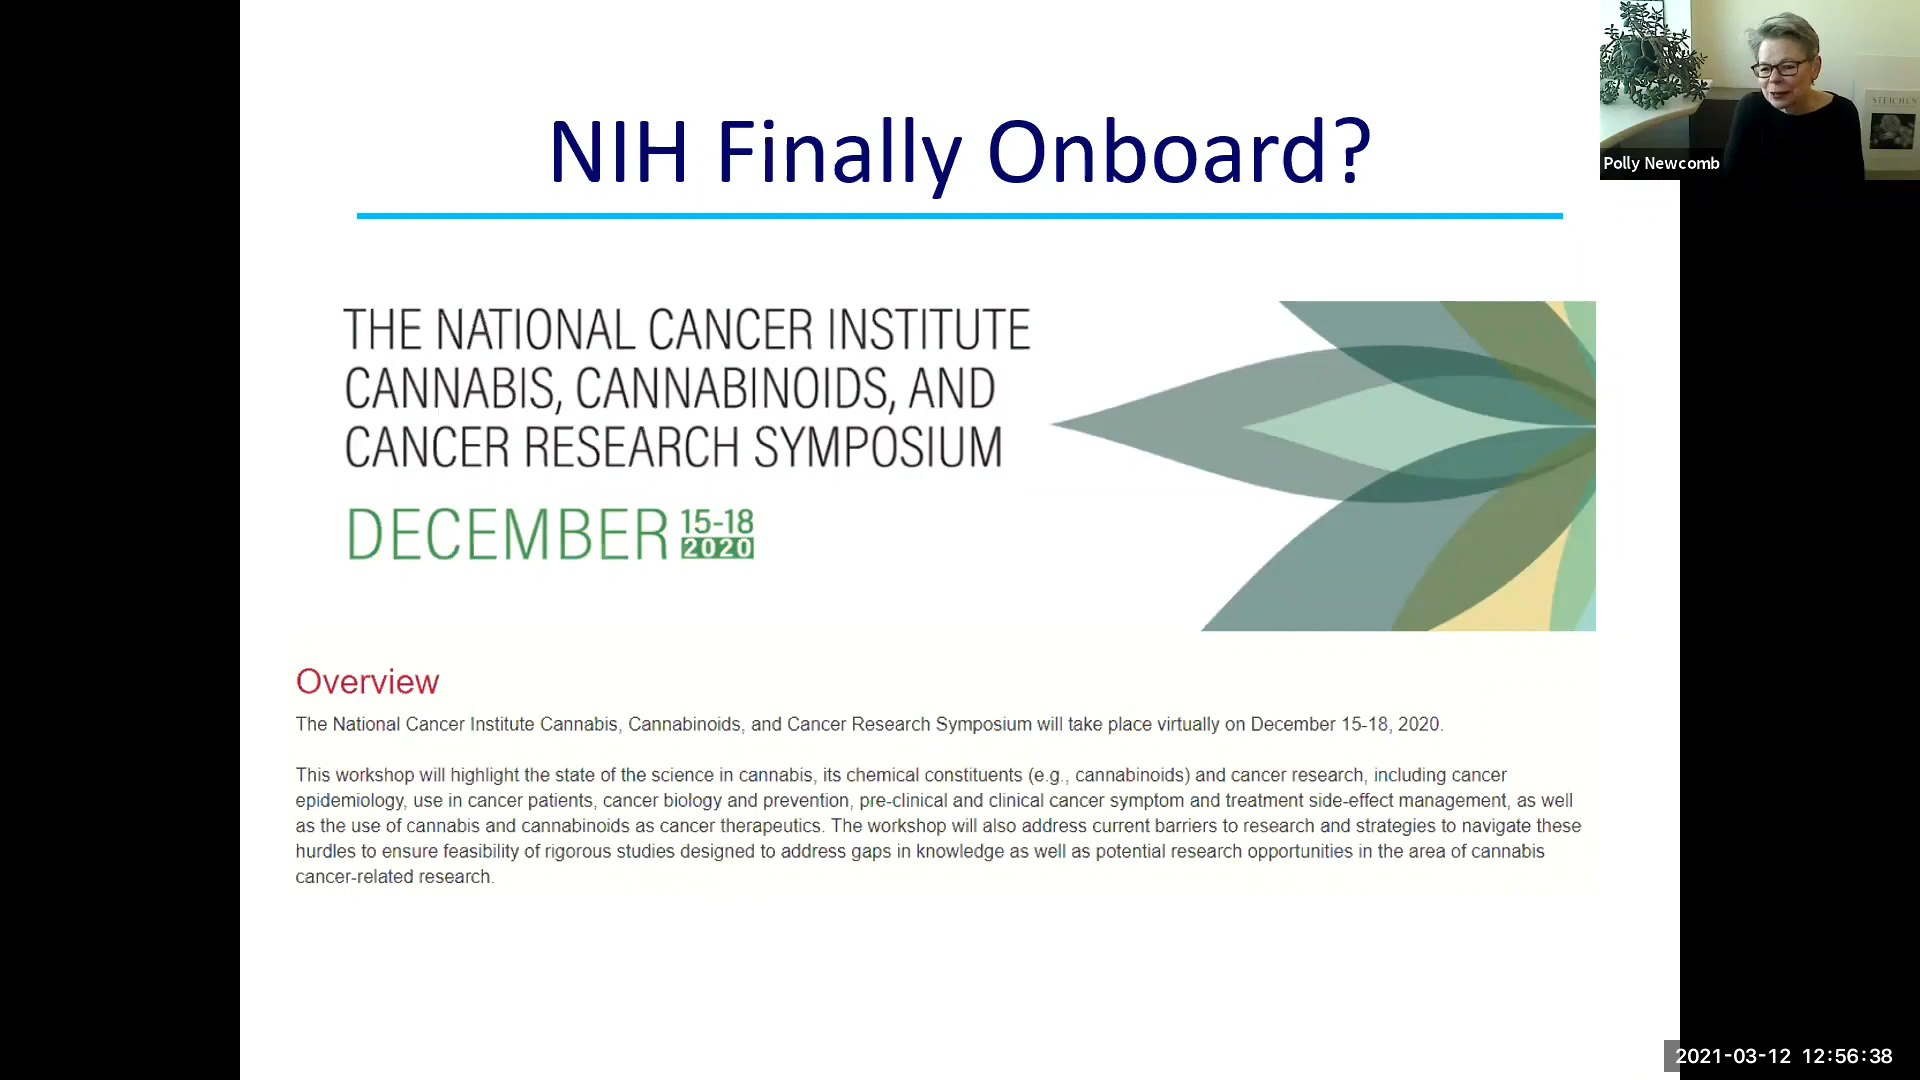 NIH Finally Onboard?
STEICHEN
Polly Newcomb
THE NATIONAL CANCER INSTITUTE
CANNABIS, CANNABINOIDS, AND
CANCER RESEARCH SYMPOSIUM
DECEMBER 15-18
2020
Overview
The National Cancer Institute Cannabis, Cannabinoids, and Cancer Research Symposium will take place virtually on December 15-18, 2020.
This workshop will highlight the state of the science in cannabis, its chemical constituents (e.g., cannabinoids) and cancer research, including cancer
epidemiology, use in cancer patients, cancer biology and prevention, pre-clinical and clinical cancer symptom and treatment side-effect management, as well
as the use of cannabis and cannabinoids as cancer therapeutics. The workshop will also address current barriers to research and strategies to navigate these
hurdles to ensure feasibility of rigorous studies designed to address gaps in knowledge as well as potential research opportunities in the area of cannabis
cancer-related research.
2021-03-12 12:56:38